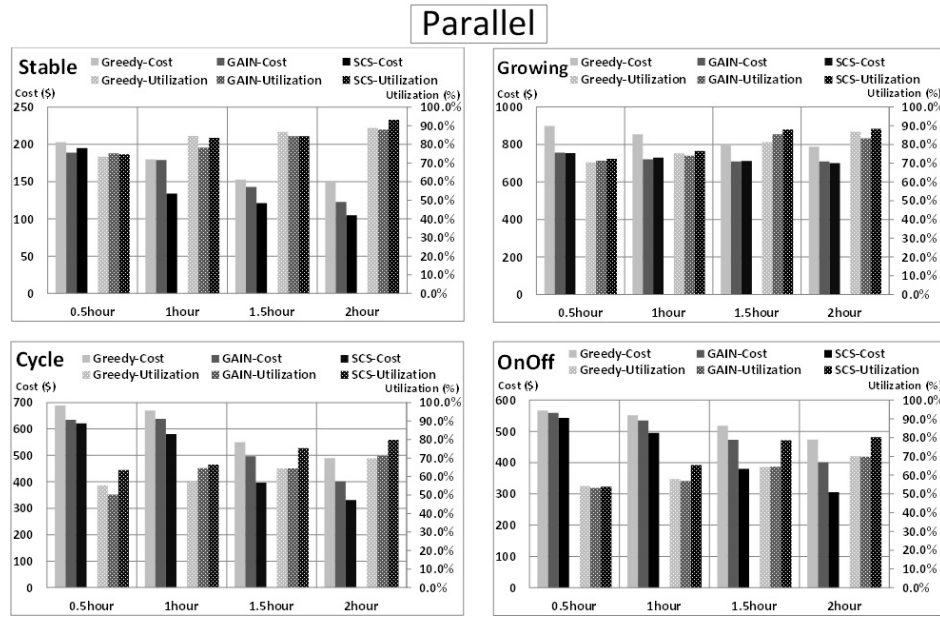 Parallel
Stable
Greedy-Cost GAIN-Cost SCS-Cost
Greedy-Utilization GAIN-Utilization SCS-Utilization
Cost ($) Utilization (%)
250 100.0%
90.0%
200 80.0%
70.0%
150 60.0%
50.0%
100 40.0%
30.0%
50 20.0%
10.0%
0 0.0%
0.5hour 1hour 1.5hour 2hour
Growing
Greedy-Cost GAIN-Cost SCS-Cost
Greedy-Utilization GAIN-Utilization SCS-Utilization
Cost ($) Utilization (%)
1000 100.0%
90.0%
800 80.0%
70.0%
600 60.0%
50.0%
400 40.0%
30.0%
200 20.0%
10.0%
0 0.0%
0.5hour 1hour 1.5hour 2hour
Cycle
Greedy-Cost GAIN-Cost SCS-Cost
Greedy-Utilization GAIN-Utilization SCS-Utilization
Cost ($) Utilization (%)
700 100.0%
600 90.0%
80.0%
500 70.0%
400 60.0%
50.0%
300 40.0%
200 30.0%
20.0%
100 10.0%
0 0.0%
0.5hour 1hour 1.5hour 2hour
OnOff
Greedy-Cost GAIN-Cost SCS-Cost
Greedy-Utilization GAIN-Utilization SCS-Utilization
Cost ($) Utilization (%)
600 100.0%
90.0%
500 80.0%
400 70.0%
60.0%
300 50.0%
40.0%
200 30.0%
100 20.0%
10.0%
0 0.0%
0.5hour 1hour 1.5hour 2hour